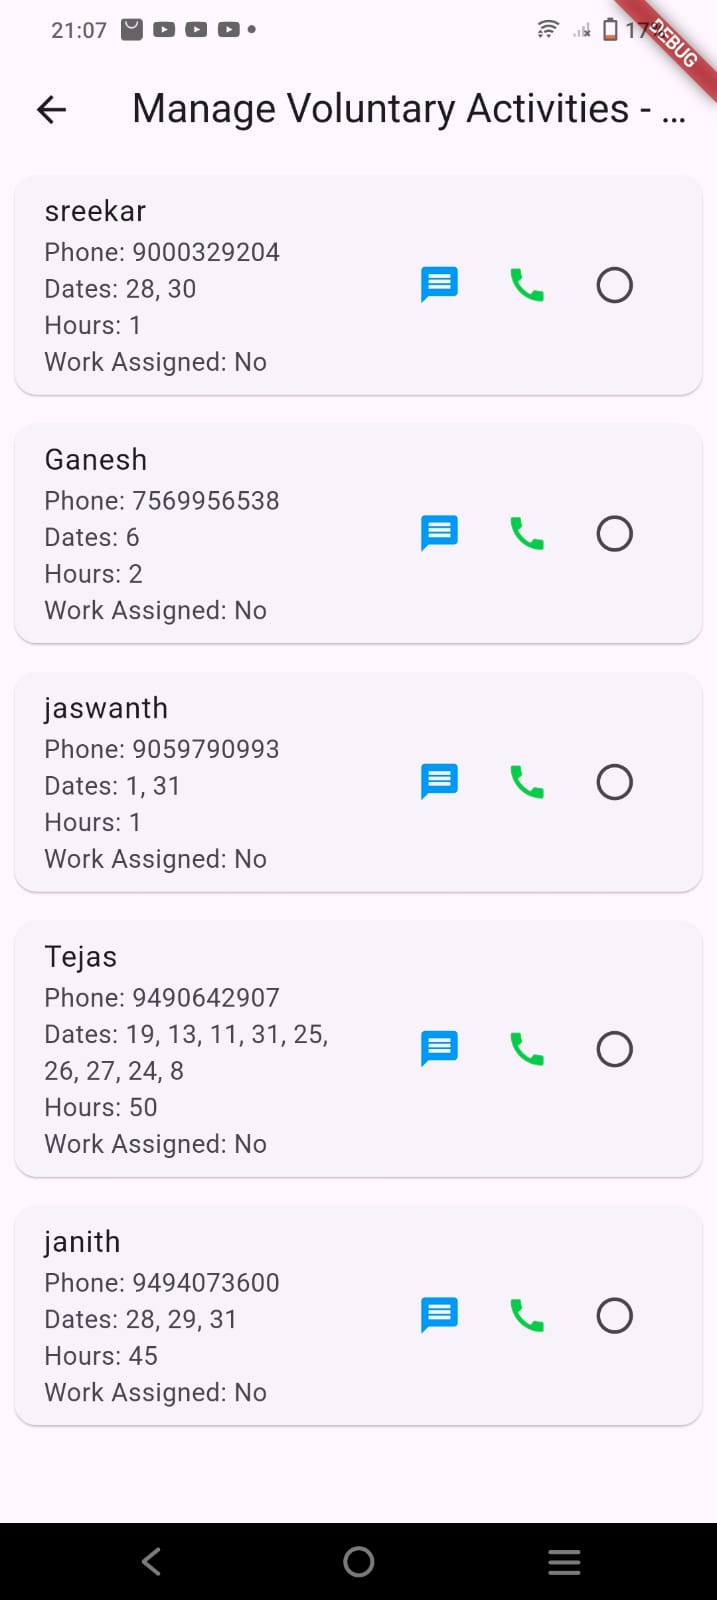 21:07
17%
DEBUG
Manage Voluntary Activities - ...
sreekar
Phone: 9000329204
Dates: 28, 30
Hours: 1
Work Assigned: No
Ganesh
Phone: 7569956538
Dates: 6
Hours: 2
Work Assigned: No
jaswanth
Phone: 9059790993
Dates: 1, 31
Hours: 1
Work Assigned: No
Tejas
Phone: 9490642907
Dates: 19, 13, 11, 31, 25,
26, 27, 24, 8
Hours: 50
Work Assigned: No
janith
Phone: 9494073600
Dates: 28, 29, 31
Hours: 45
Work Assigned: No